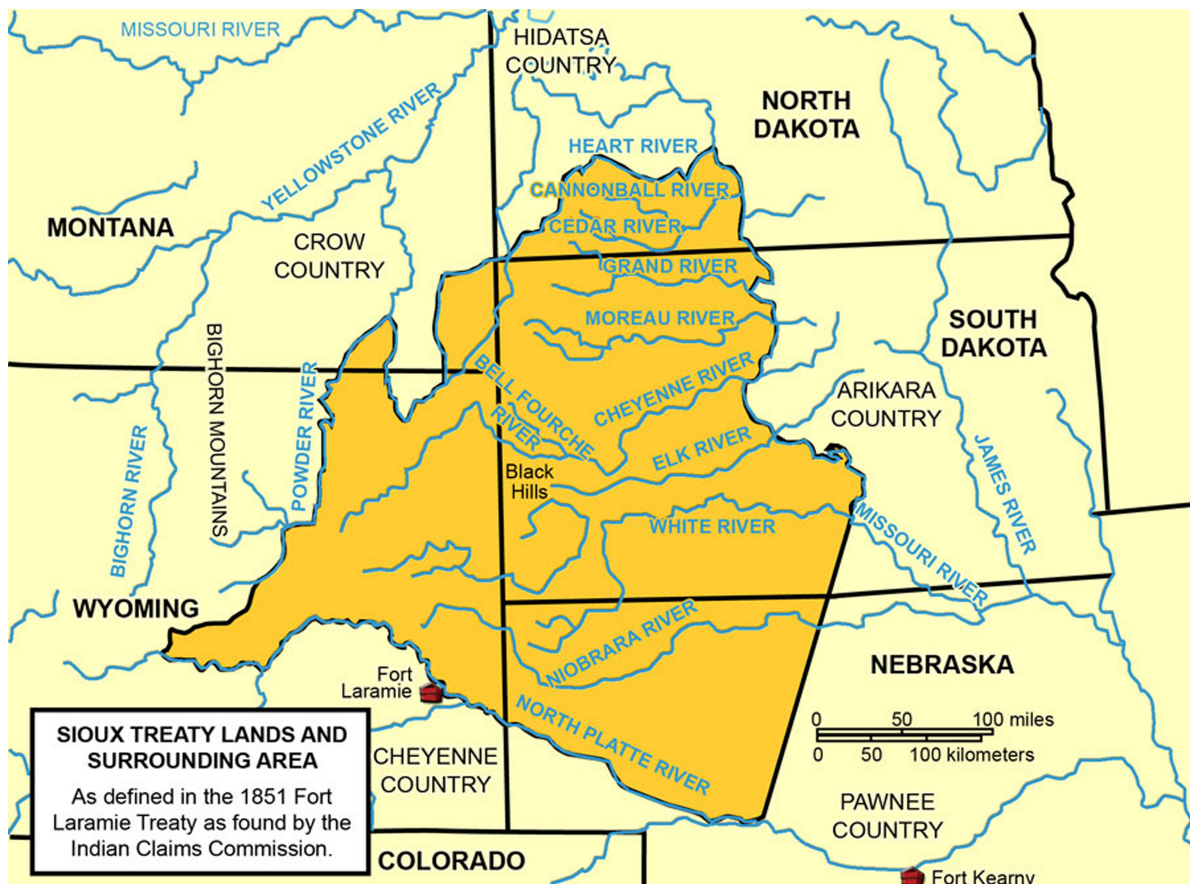 MISSOURI RIVER
HIDATSA
COUNTRY
NORTH
DAKOTA
YELLOWSTONE RIVER
HEART RIVER
CANNONBALL RIVER
CEDAR RIVER
MONTANA
CROW
COUNTRY
GRAND RIVER
MOREAU RIVER
SOUTH
DAKOTA
BIGHORN MOUNTAINS
POWDER RIVER
BELL FOURCHE
RIVER
CHEYENNE RIVER
ARIKARA
COUNTRY
BIGHORN RIVER
ELK RIVER
Black
Hills
JAMES RIVER
WHITE RIVER
MISSOURI RIVER
WYOMING
NIOBRARA RIVER
NEBRASKA
Fort
Laramie
NORTH PLATTE RIVER
0 50 100 miles
0 50 100 kilometers
SIOUX TREATY LANDS AND
SURROUNDING AREA
As defined in the 1851 Fort
Laramie Treaty as found by the
Indian Claims Commission.
CHEYENNE
COUNTRY
PAWNEE
COUNTRY
COLORADO
Fort Kearny